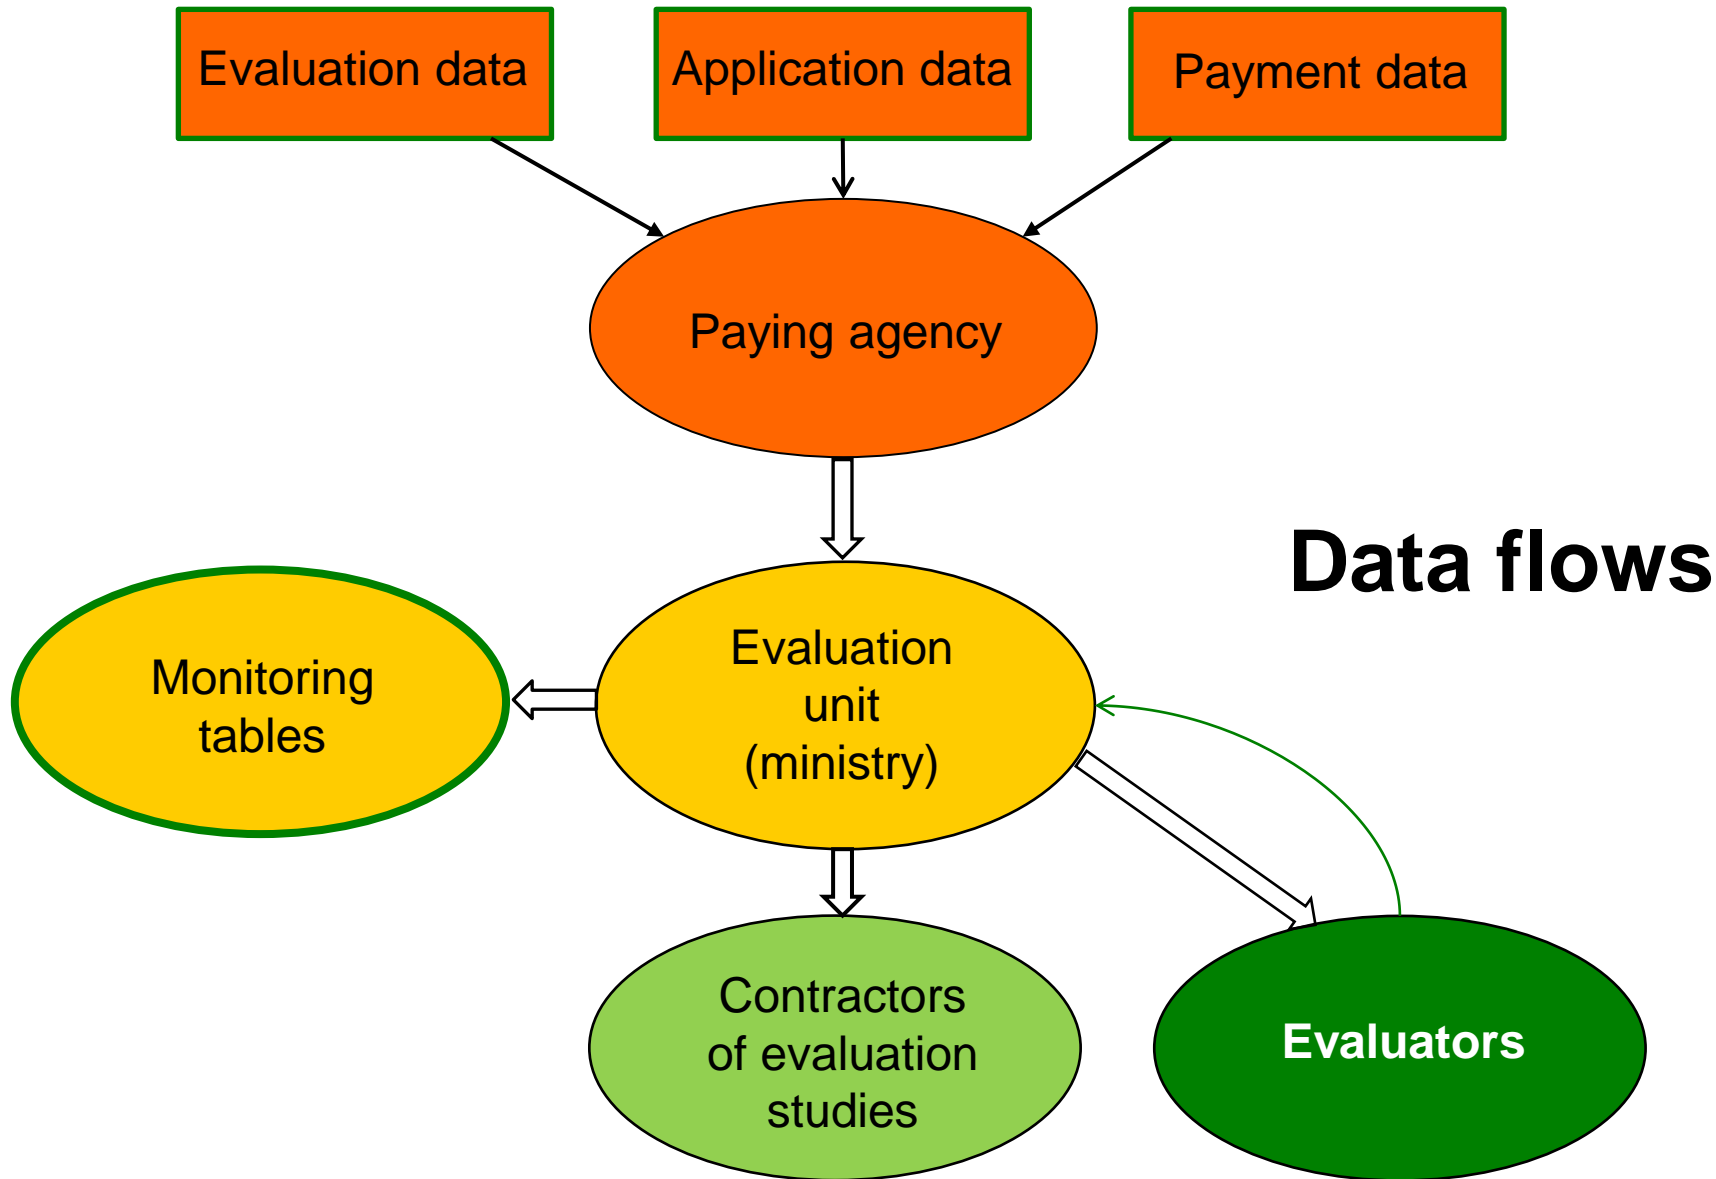 Evaluation data
Application data
Payment data
Paying agency
Data flows
Monitoring
tables
Evaluation
unit
(ministry)
Contractors
of evaluation
studies
Evaluators